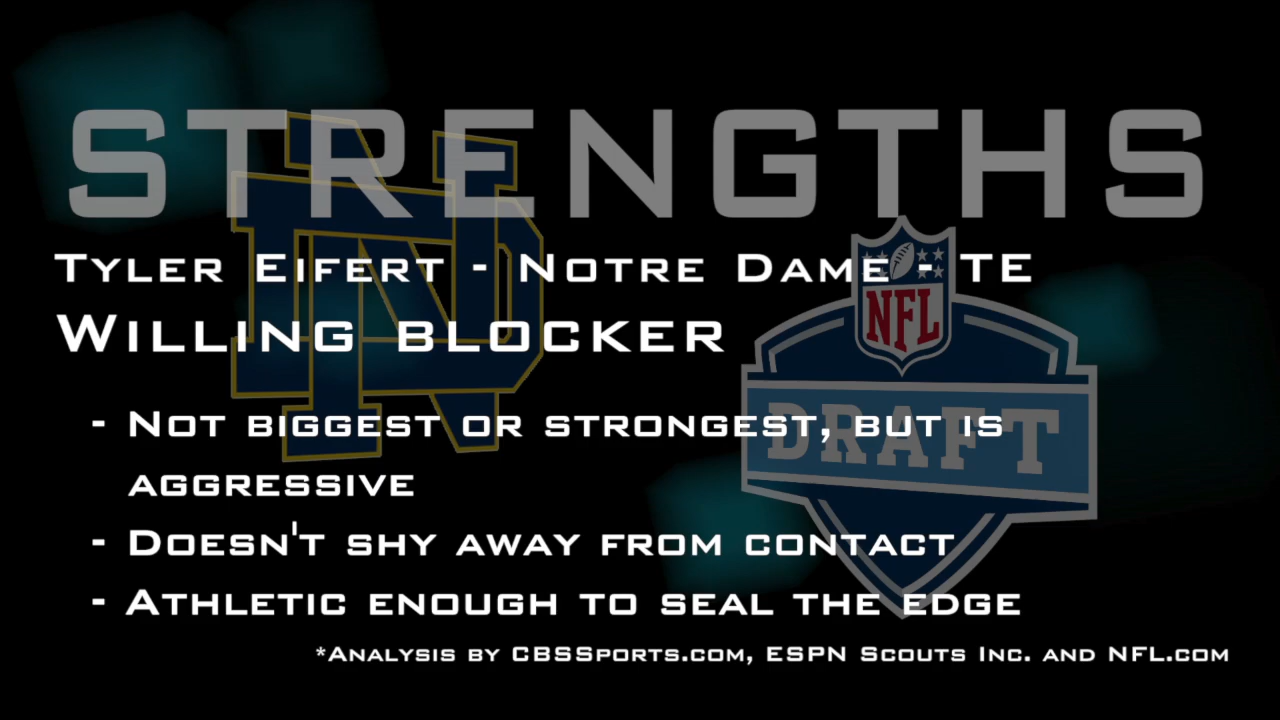 STRENGTHS
Tyler Eifert - Notre Dame - TE
Willing blocker
- Not biggest or strongest, but is
aggressive
- Doesn't shy away from contact
- Athletic enough to seal the edge
*Analysis by CBSSports.com, ESPN Scouts Inc. and NFL.com
ND
NFL
DRAFT